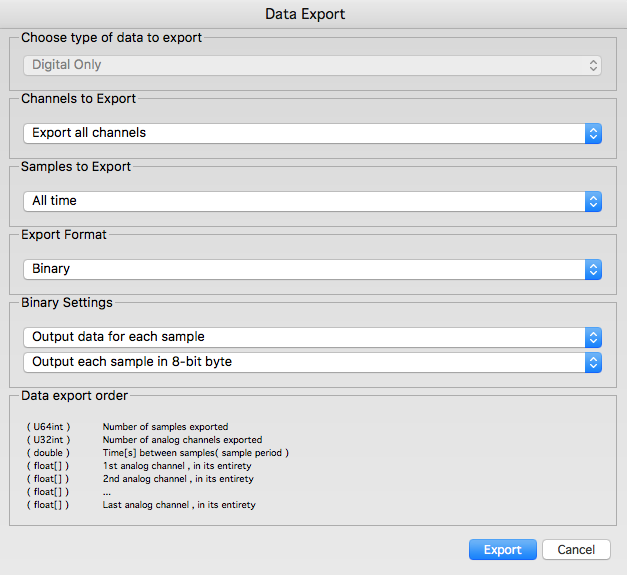 Data Export
Choose type of data to export
Digital Only
Channels to Export
Export all channels
Samples to Export
All time
Export Format
Binary
Binary Settings
Output data for each sample
Output each sample in 8-bit byte
Data export order
( U64int ) Number of samples exported
( U32int ) Number of analog channels exported
( double ) Time[s] between samples( sample period )
( float[] ) 1st analog channel , in its entirety
( float[] ) 2nd analog channel , in its entirety
( float[] ) ...
( float[] ) Last analog channel , in its entirety
Export Cancel